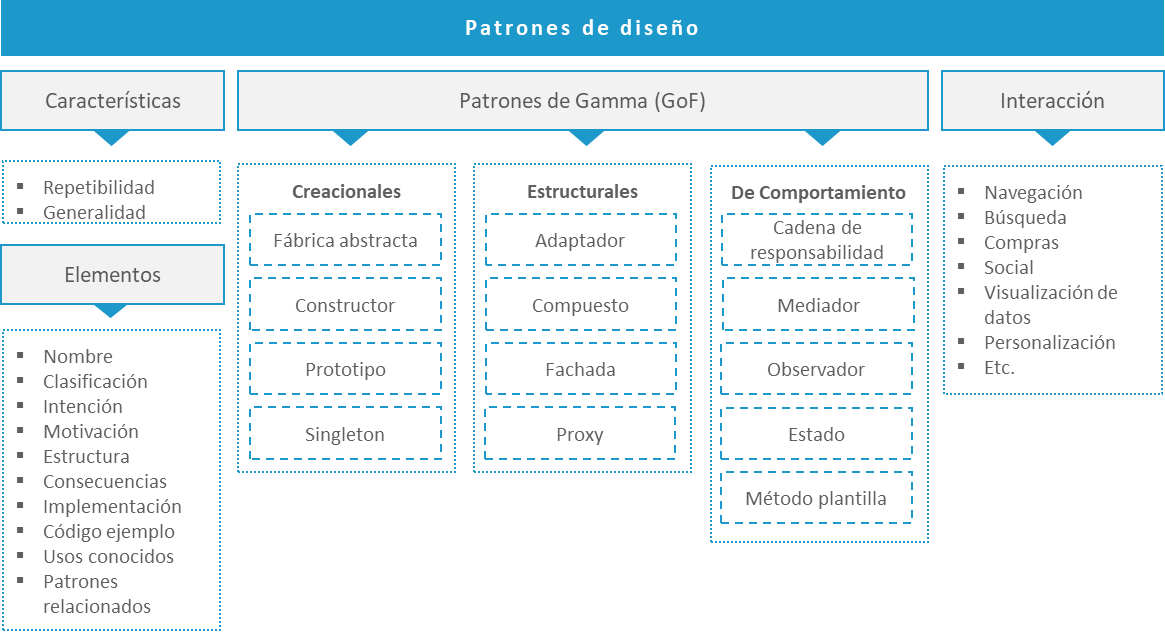 Patrones de diseño
Características
Repetibilidad
Generalidad
Elementos
Nombre
Clasificación
Intención
Motivación
Estructura
Consecuencias
Implementación
Código ejemplo
Usos conocidos
Patrones
relacionados
Patrones de Gamma (GoF)
Creacionales
Fábrica abstracta
Constructor
Prototipo
Singleton
Estructurales
Adaptador
Compuesto
Fachada
Proxy
De Comportamiento
Cadena de
responsabilidad
Mediador
Observador
Estado
Método plantilla
Interacción
Navegación
Búsqueda
Compras
Social
Visualización de
datos
Personalización
Etc.